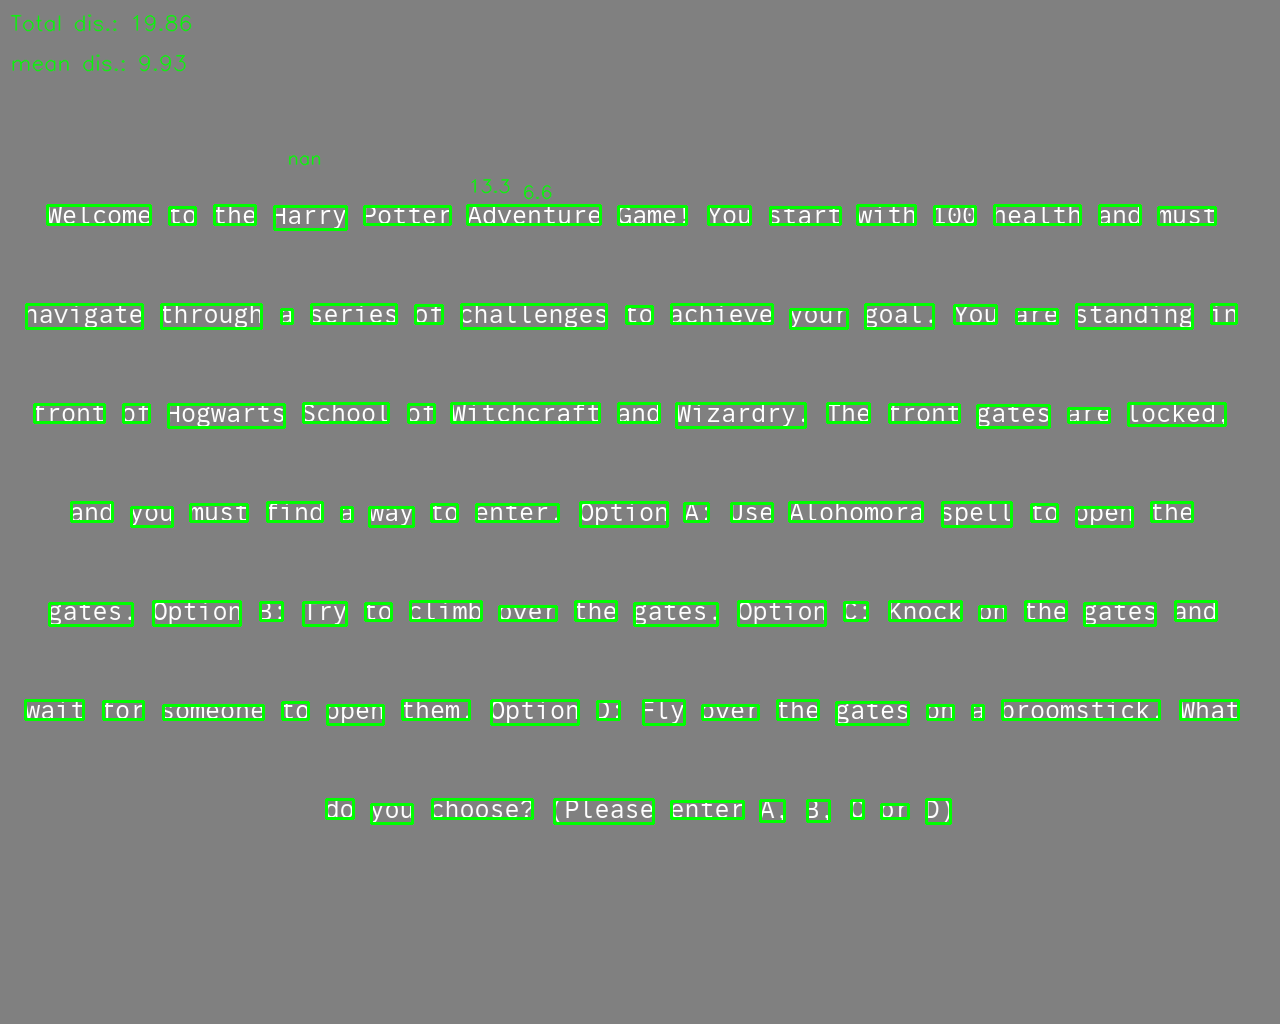 Total dis.: 19.86
mean dis.: 9.93
nan
13.3 6.6
Welcome to the Harry Potter Adventure Game! You start with 100 health and must
navigate through a series of challenges to achieve your goal. You are standing in
front of Hogwarts School of Witchcraft and Wizardry. The front gates are locked,
and you must find a way to enter. Option A: Use Alohomora spell to open the
gates. Option B: Try to climb over the gates. Option C: Knock on the gates and
wait for someone to open them. Option D: Fly over the gates on a broomstick. What
do you choose? (Please enter A, B, C or D)